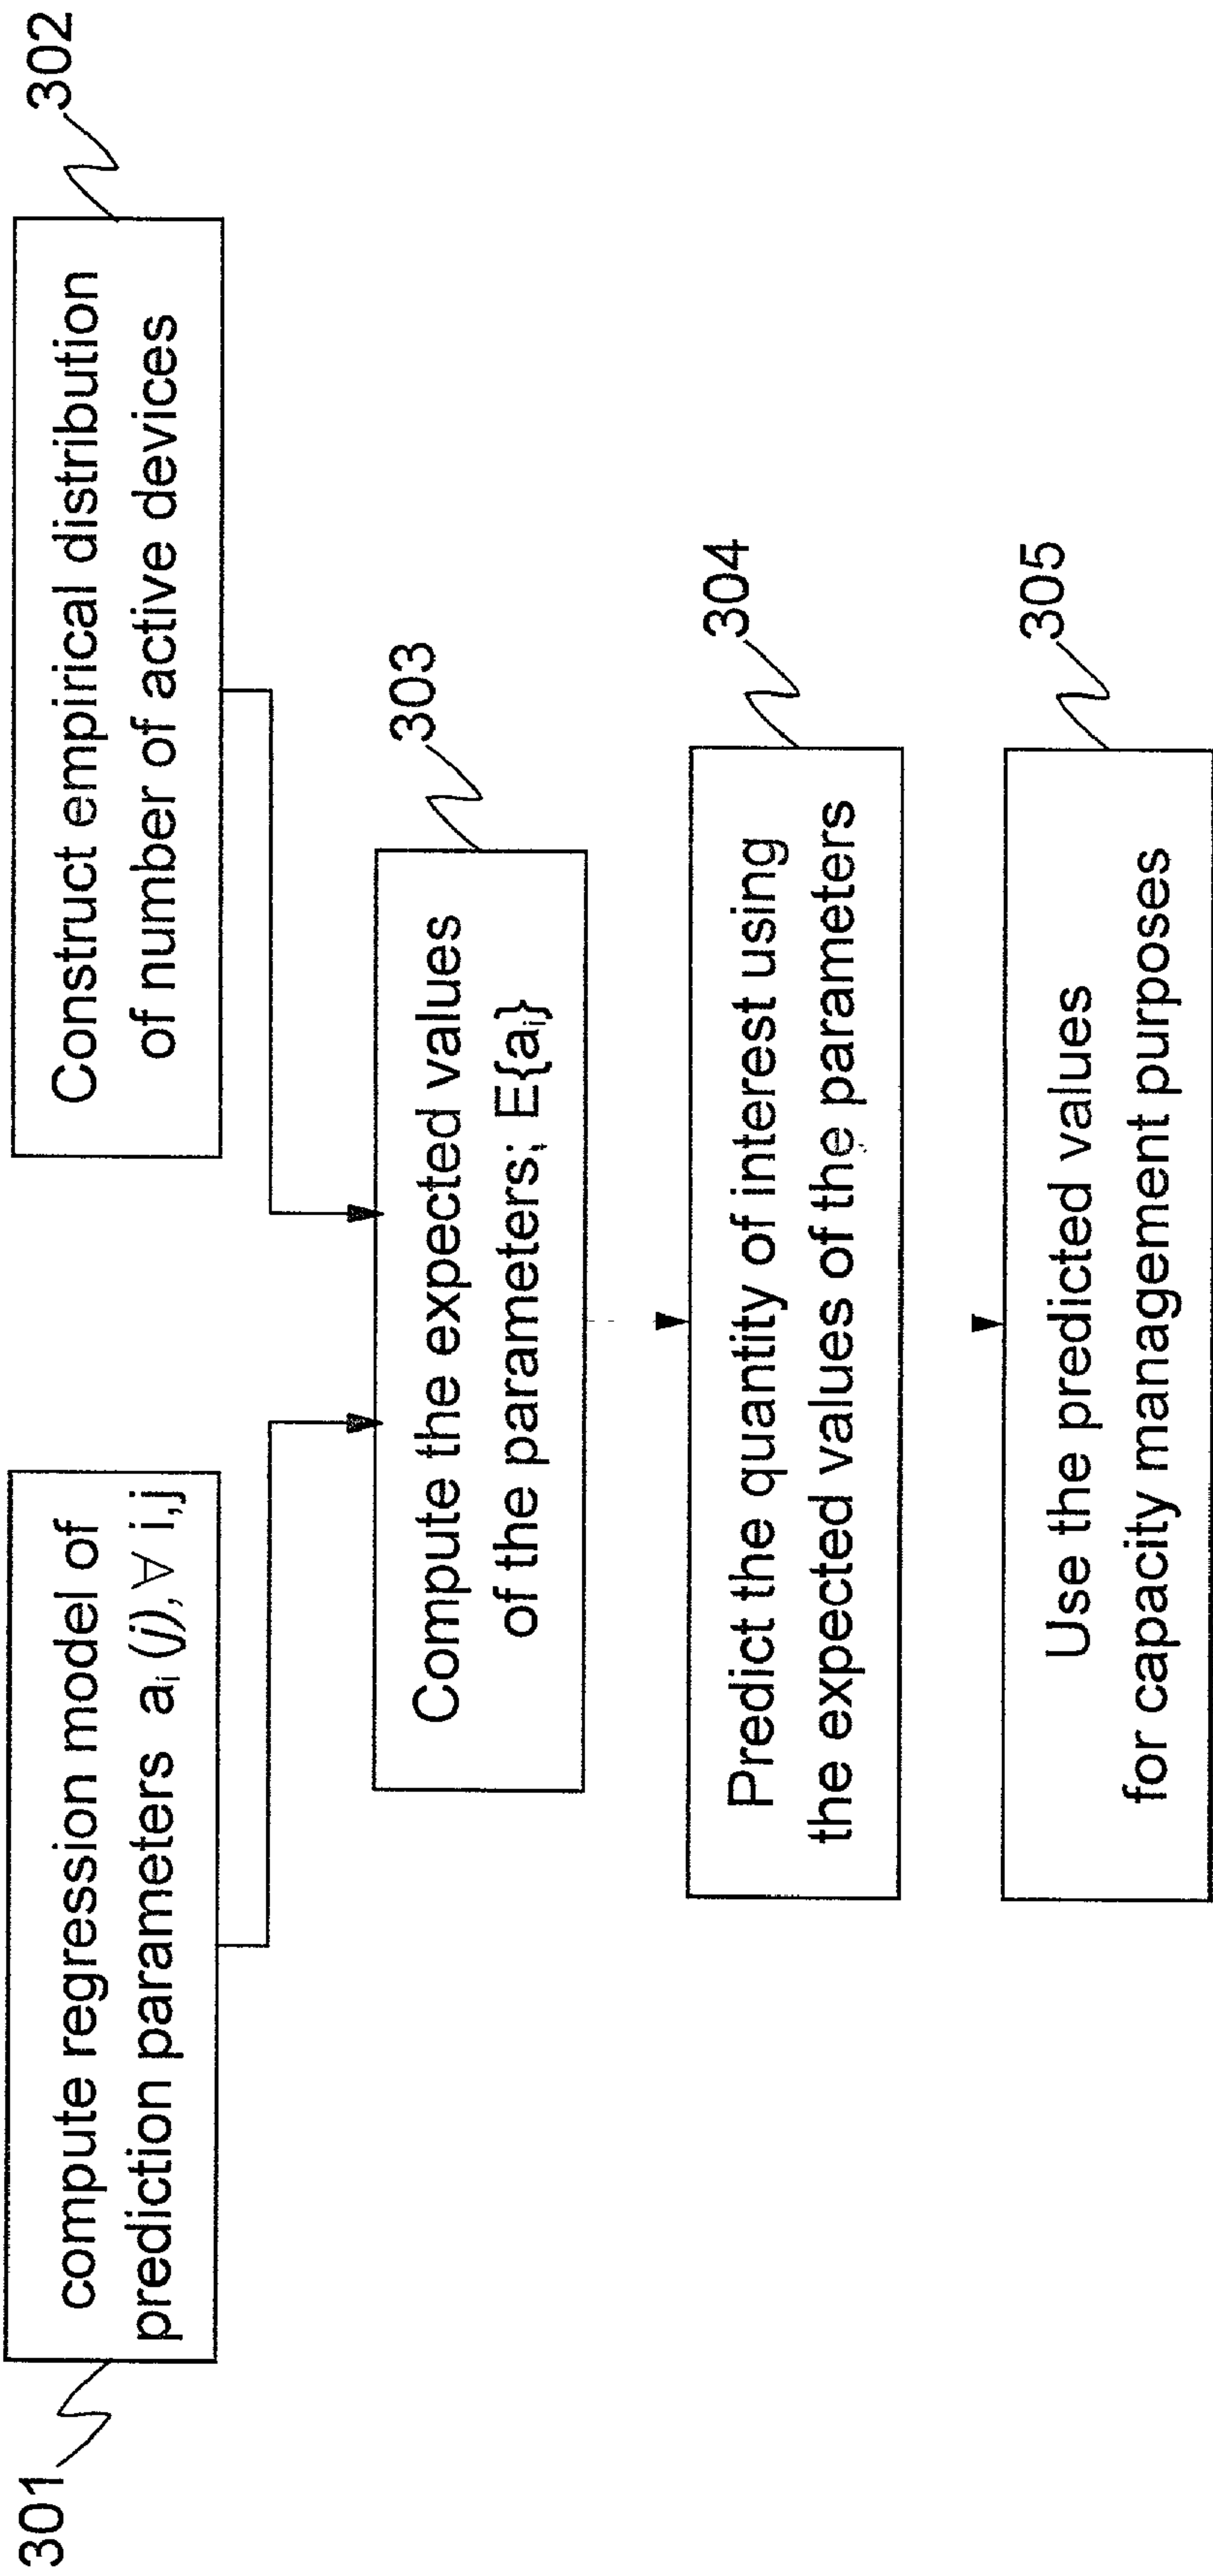 301
compute regression model of
prediction parameters aᵢ (j), ∀ i,j
302
Construct empirical distribution
of number of active devices
303
Compute the expected values
of the parameters; E{aᵢ}
304
Predict the quantity of interest using
the expected values of the parameters
305
Use the predicted values
for capacity management purposes